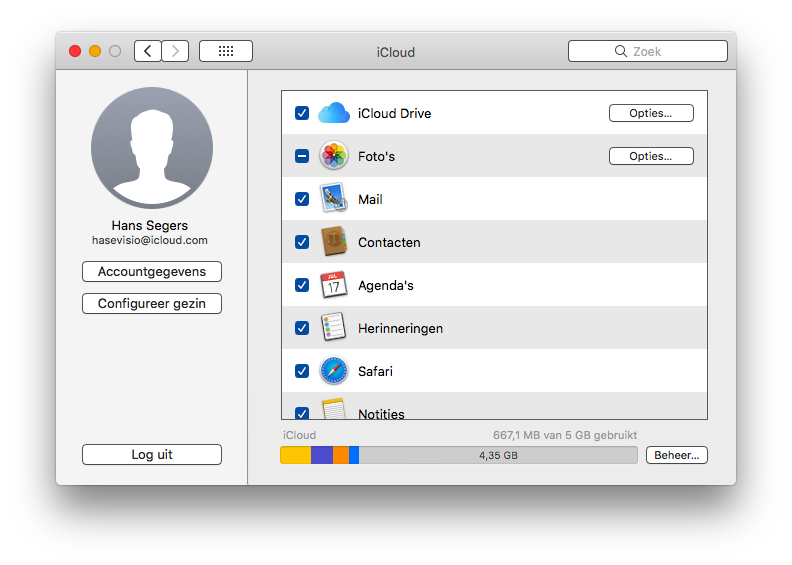 iCloud
Zoek
Hans Segers
hasevisio@icloud.com
Accountgegevens
Configureer gezin
Log uit
iCloud Drive
Opties...
Foto's
Opties...
Mail
Contacten
JUL
17
Agenda's
Herinneringen
Safari
Notities
iCloud
667,1 MB van 5 GB gebruikt
4,35 GB
Beheer...